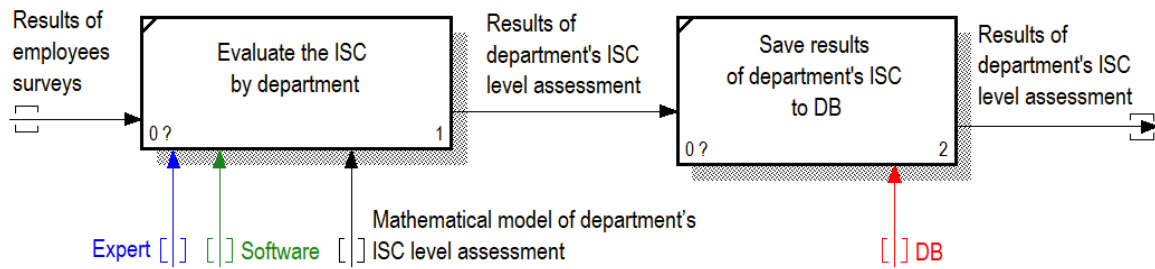 Results of
employees
surveys
Evaluate the ISC
by department
0 ?
1
Results of
department's ISC
level assessment
Save results
of department's ISC
to DB
0 ?
2
Results of
department's ISC
level assessment
Expert
Software
Mathematical model of department’s
ISC level assessment
DB